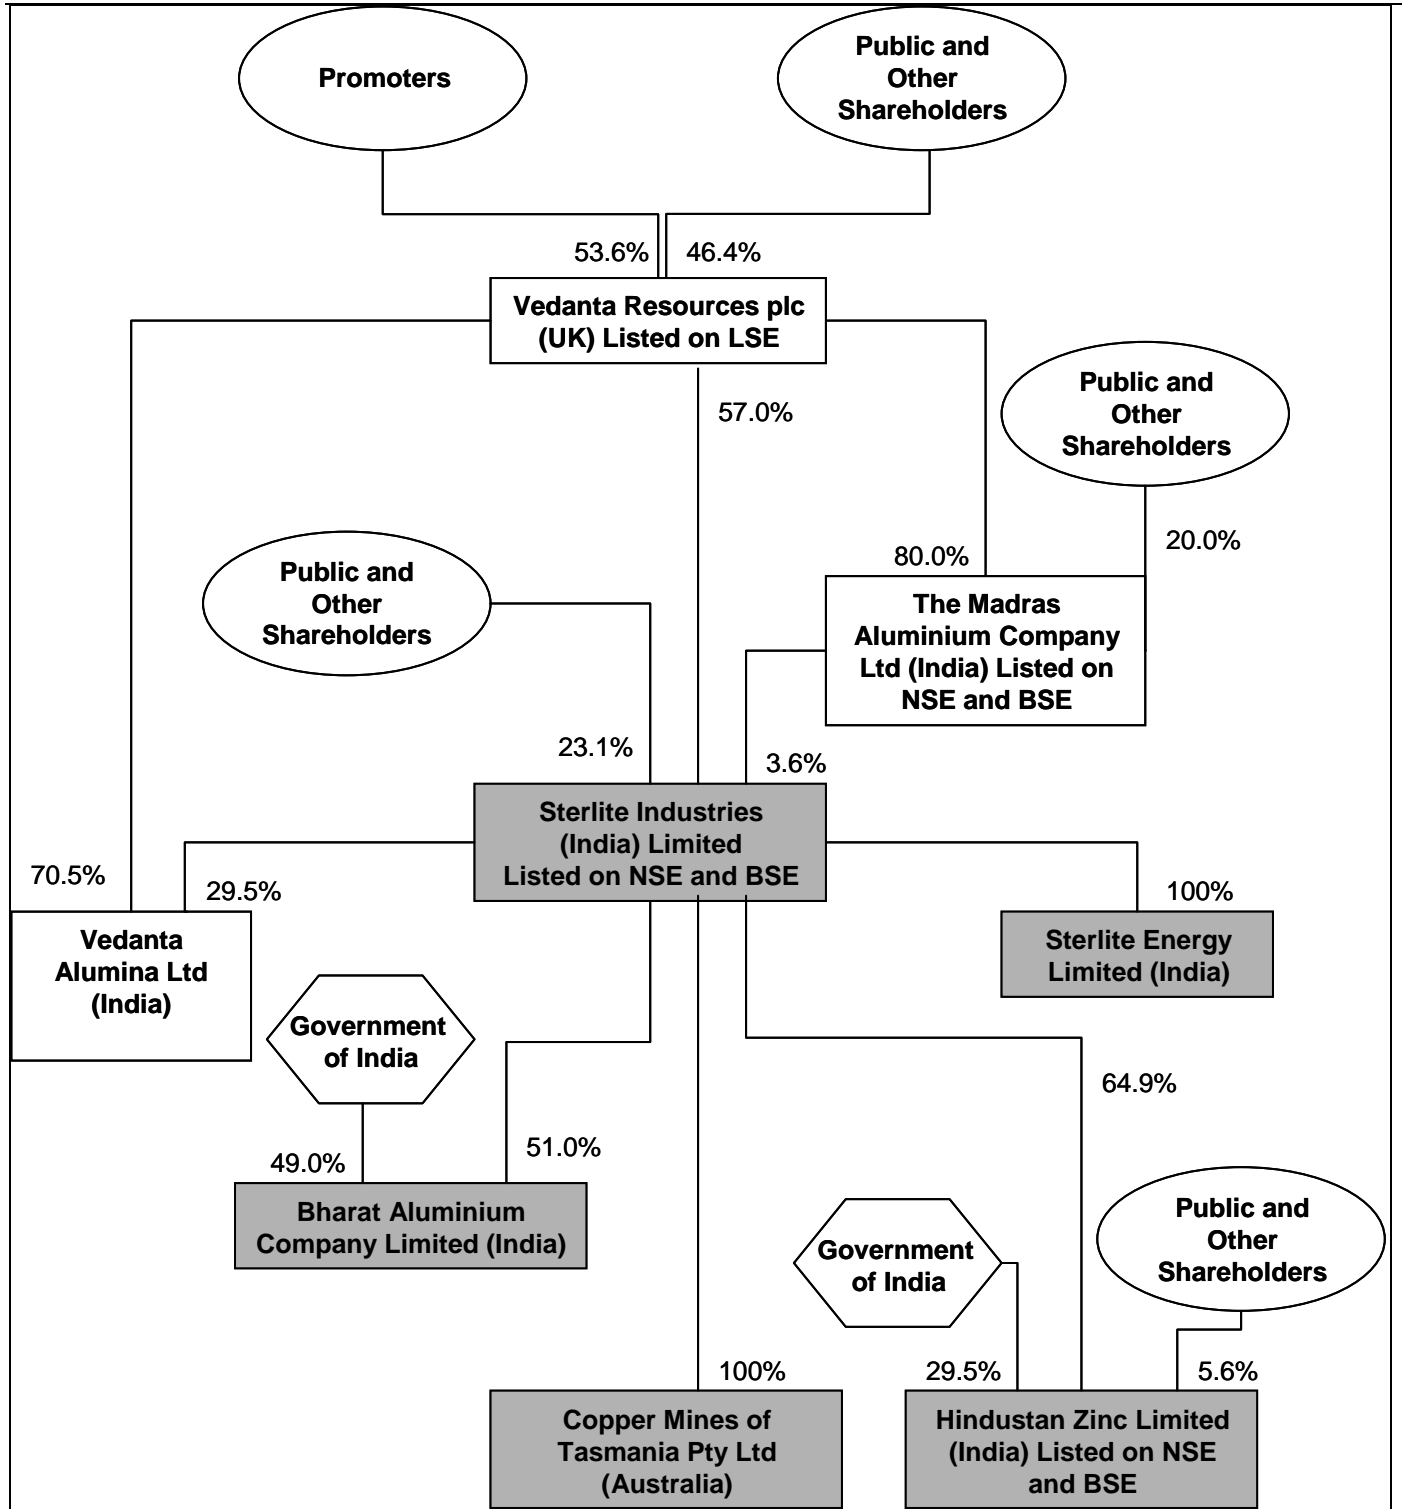 Promoters
Public and
Other
Shareholders
53.6%
46.4%
Vedanta Resources plc
(UK) Listed on LSE
57.0%
Public and
Other
Shareholders
20.0%
80.0%
The Madras
Aluminium Company
Ltd (India) Listed on
NSE and BSE
Public and
Other
Shareholders
23.1%
3.6%
Sterlite Industries
(India) Limited
Listed on NSE and BSE
70.5%
29.5%
100%
Vedanta
Alumina Ltd
(India)
Sterlite Energy
Limited (India)
Government
of India
49.0%
51.0%
64.9%
Bharat Aluminium
Company Limited (India)
Government
of India
Public and
Other
Shareholders
100%
29.5%
5.6%
Copper Mines of
Tasmania Pty Ltd
(Australia)
Hindustan Zinc Limited
(India) Listed on NSE
and BSE